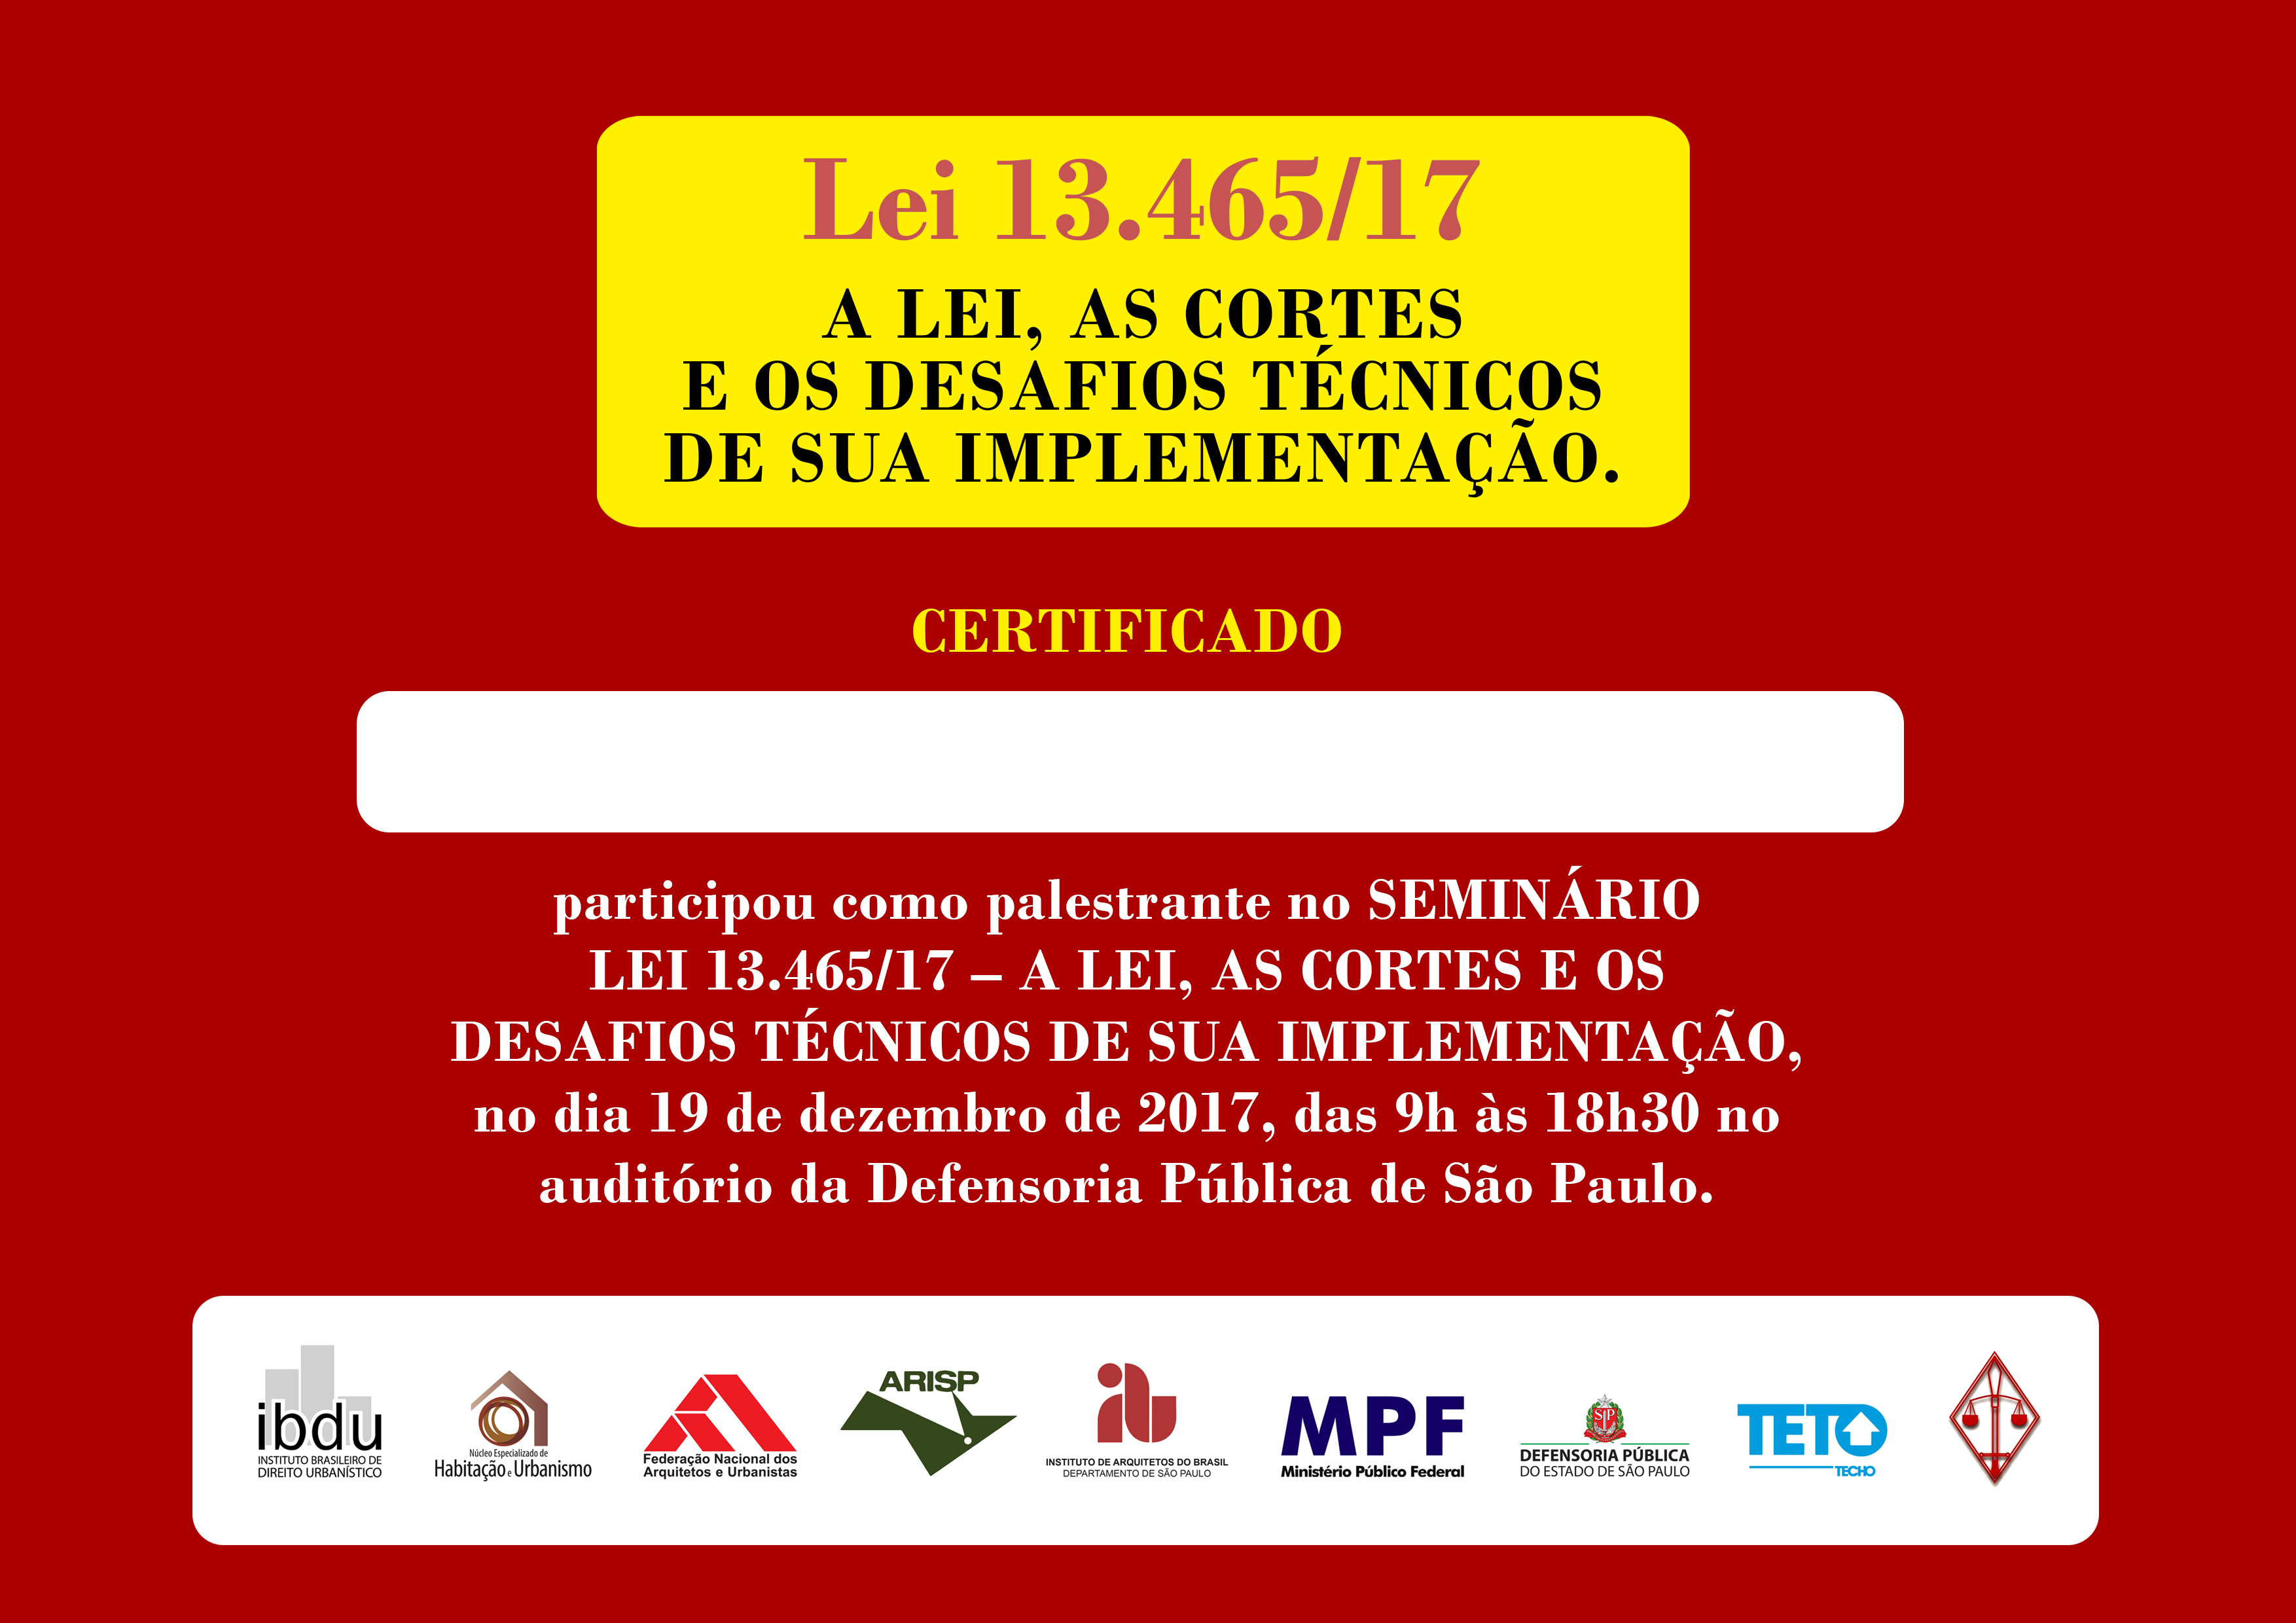 Lei 13.465/17
A LEI, AS CORTES
E OS DESAFIOS TÉCNICOS
DE SUA IMPLEMENTAÇÃO.
CERTIFICADO
participou como palestrante no SEMINÁRIO
LEI 13.465/17 – A LEI, AS CORTES E OS
DESAFIOS TÉCNICOS DE SUA IMPLEMENTAÇÃO,
no dia 19 de dezembro de 2017, das 9h às 18h30 no
auditório da Defensoria Pública de São Paulo.
ibdu
INSTITUTO BRASILEIRO DE
DIREITO URBANÍSTICO
Núcleo Especializado de
Habitação e Urbanismo
Federação Nacional dos
Arquitetos e Urbanistas
ARISP
iab
INSTITUTO DE ARQUITETOS DO BRASIL
DEPARTAMENTO DE SÃO PAULO
MPF
Ministério Público Federal
SP
DEFENSORIA PÚBLICA
DO ESTADO DE SÃO PAULO
TETO
TECHO